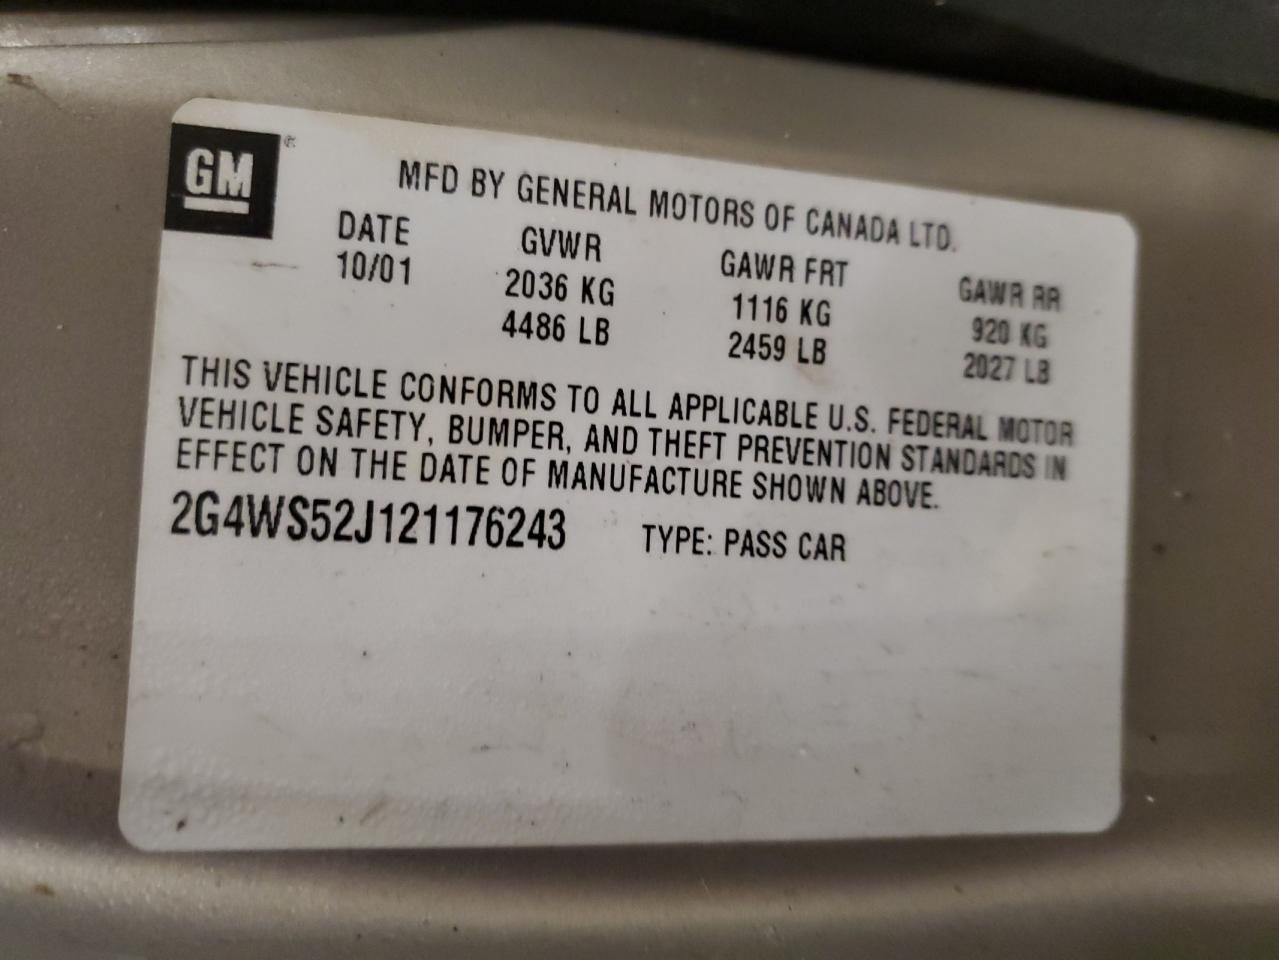 GM
MFD BY GENERAL MOTORS OF CANADA LTD.
DATE GVWR GAWR FRT GAWR RR
10/01 2036 KG 1116 KG 920 KG
4486 LB 2459 LB 2027 LB
THIS VEHICLE CONFORMS TO ALL APPLICABLE U.S. FEDERAL MOTOR
VEHICLE SAFETY, BUMPER, AND THEFT PREVENTION STANDARDS IN
EFFECT ON THE DATE OF MANUFACTURE SHOWN ABOVE.
2G4WS52J121176243 TYPE: PASS CAR